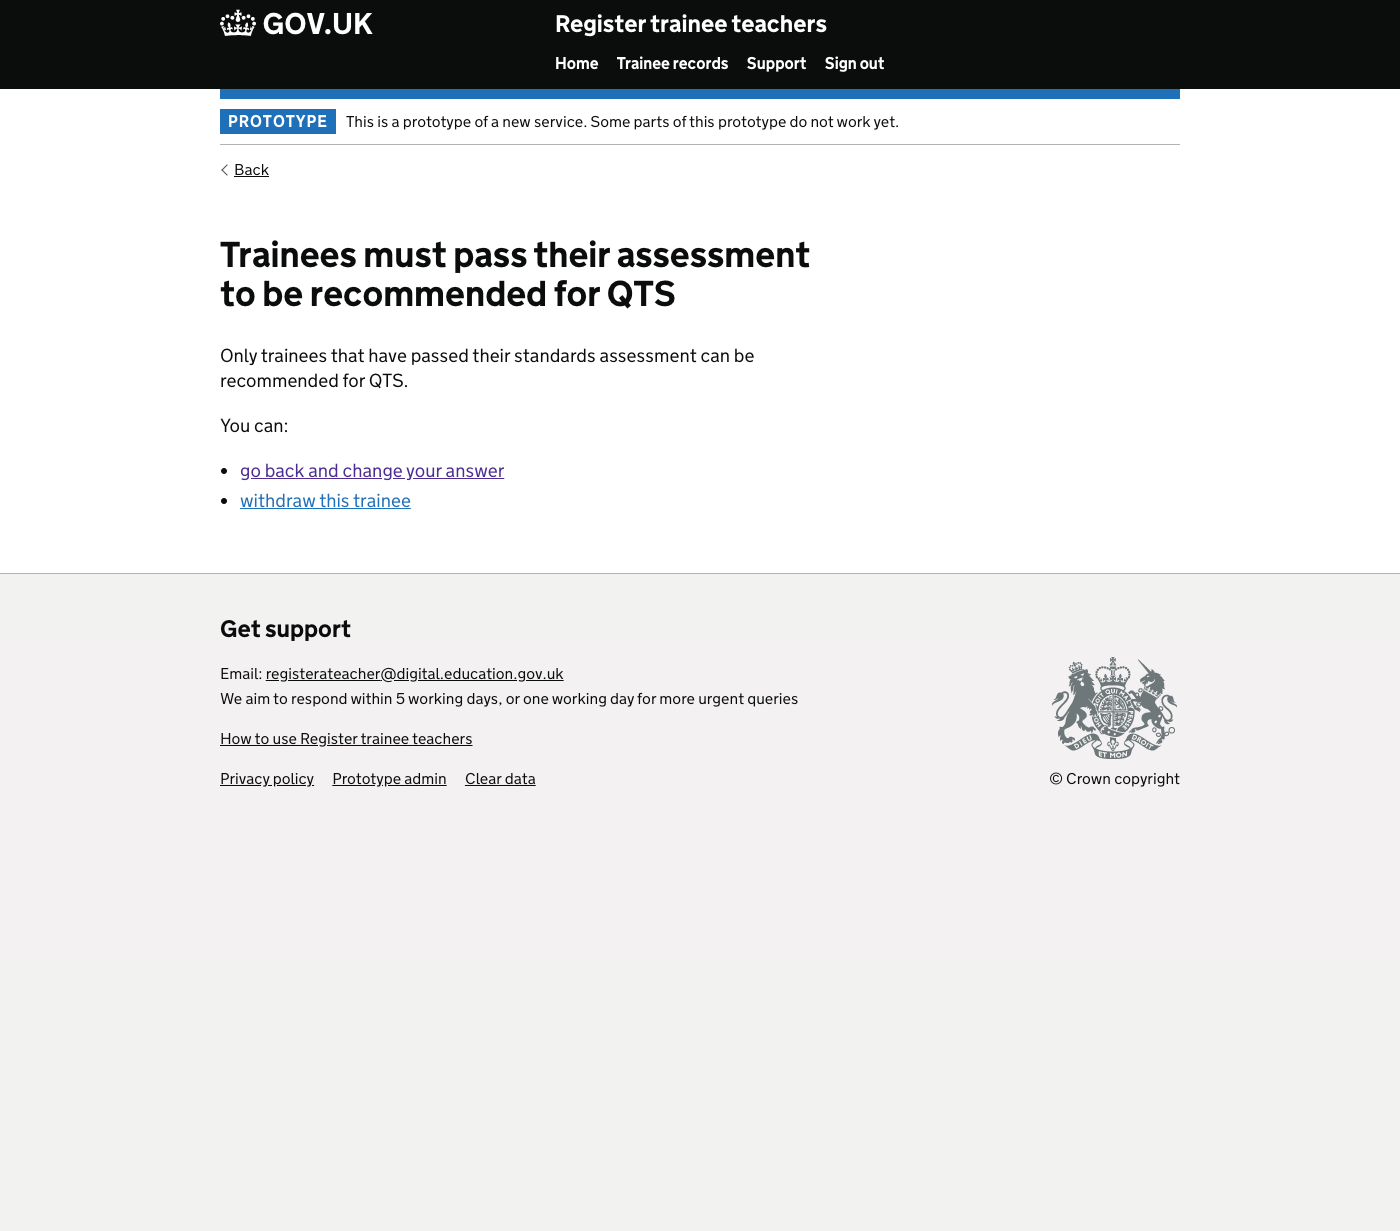 GOV.UK
Register trainee teachers
Home Trainee records Support Sign out
PROTOTYPE This is a prototype of a new service. Some parts of this prototype do not work yet.
Back
Trainees must pass their assessment
to be recommended for QTS
Only trainees that have passed their standards assessment can be
recommended for QTS.
You can:
• go back and change your answer
• withdraw this trainee
Get support
Email: registerateacher@digital.education.gov.uk
We aim to respond within 5 working days, or one working day for more urgent queries
How to use Register trainee teachers
Privacy policy Prototype admin Clear data
DIEU ET MON DROIT
© Crown copyright